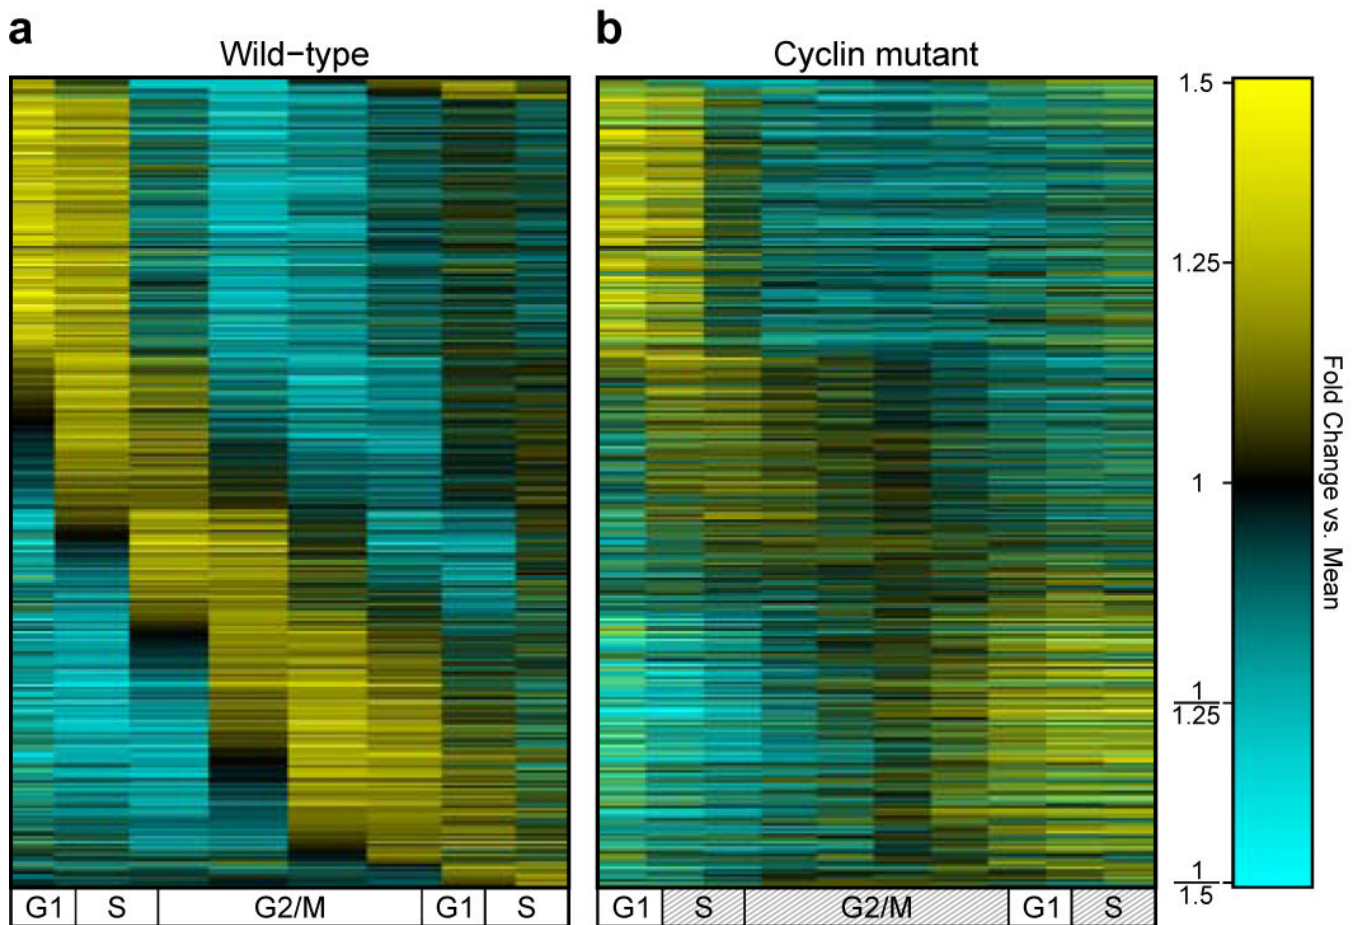 a
Wild−type
b
Cyclin mutant
1.5
1.25
1
1
1.25
1
1.5
Fold Change vs. Mean
G1 S G2/M G1 S
G1 S G2/M G1 S